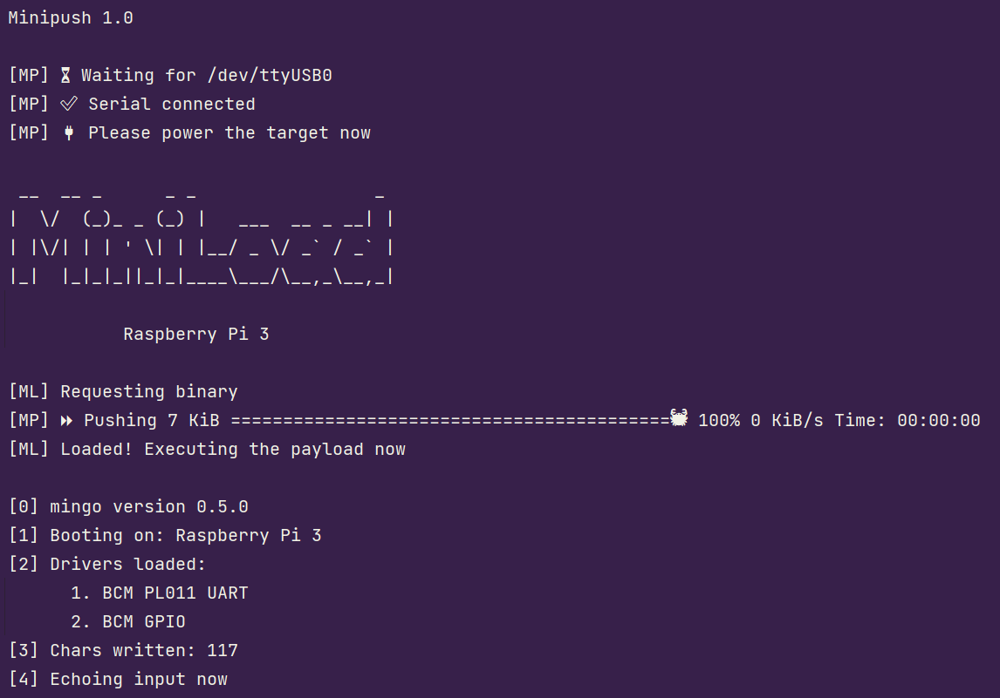 Minipush 1.0
[MP] ⏳ Waiting for /dev/ttyUSB0
[MP] ✅ Serial connected
[MP] 🔌 Please power the target now
 __  __ _      _ _                 _
|  \/  (_)_ _ (_) |   ___  __ _ __| |
| |\/| | | ' \| | |__/ _ \/ _` / _` |
|_|  |_|_|_||_|_|____\___/\__,_\__,_|
           Raspberry Pi 3
[ML] Requesting binary
[MP] ⏩ Pushing 7 KiB ==========================================🦀 100% 0 KiB/s Time: 00:00:00
[ML] Loaded! Executing the payload now
[0] mingo version 0.5.0
[1] Booting on: Raspberry Pi 3
[2] Drivers loaded:
      1. BCM PL011 UART
      2. BCM GPIO
[3] Chars written: 117
[4] Echoing input now